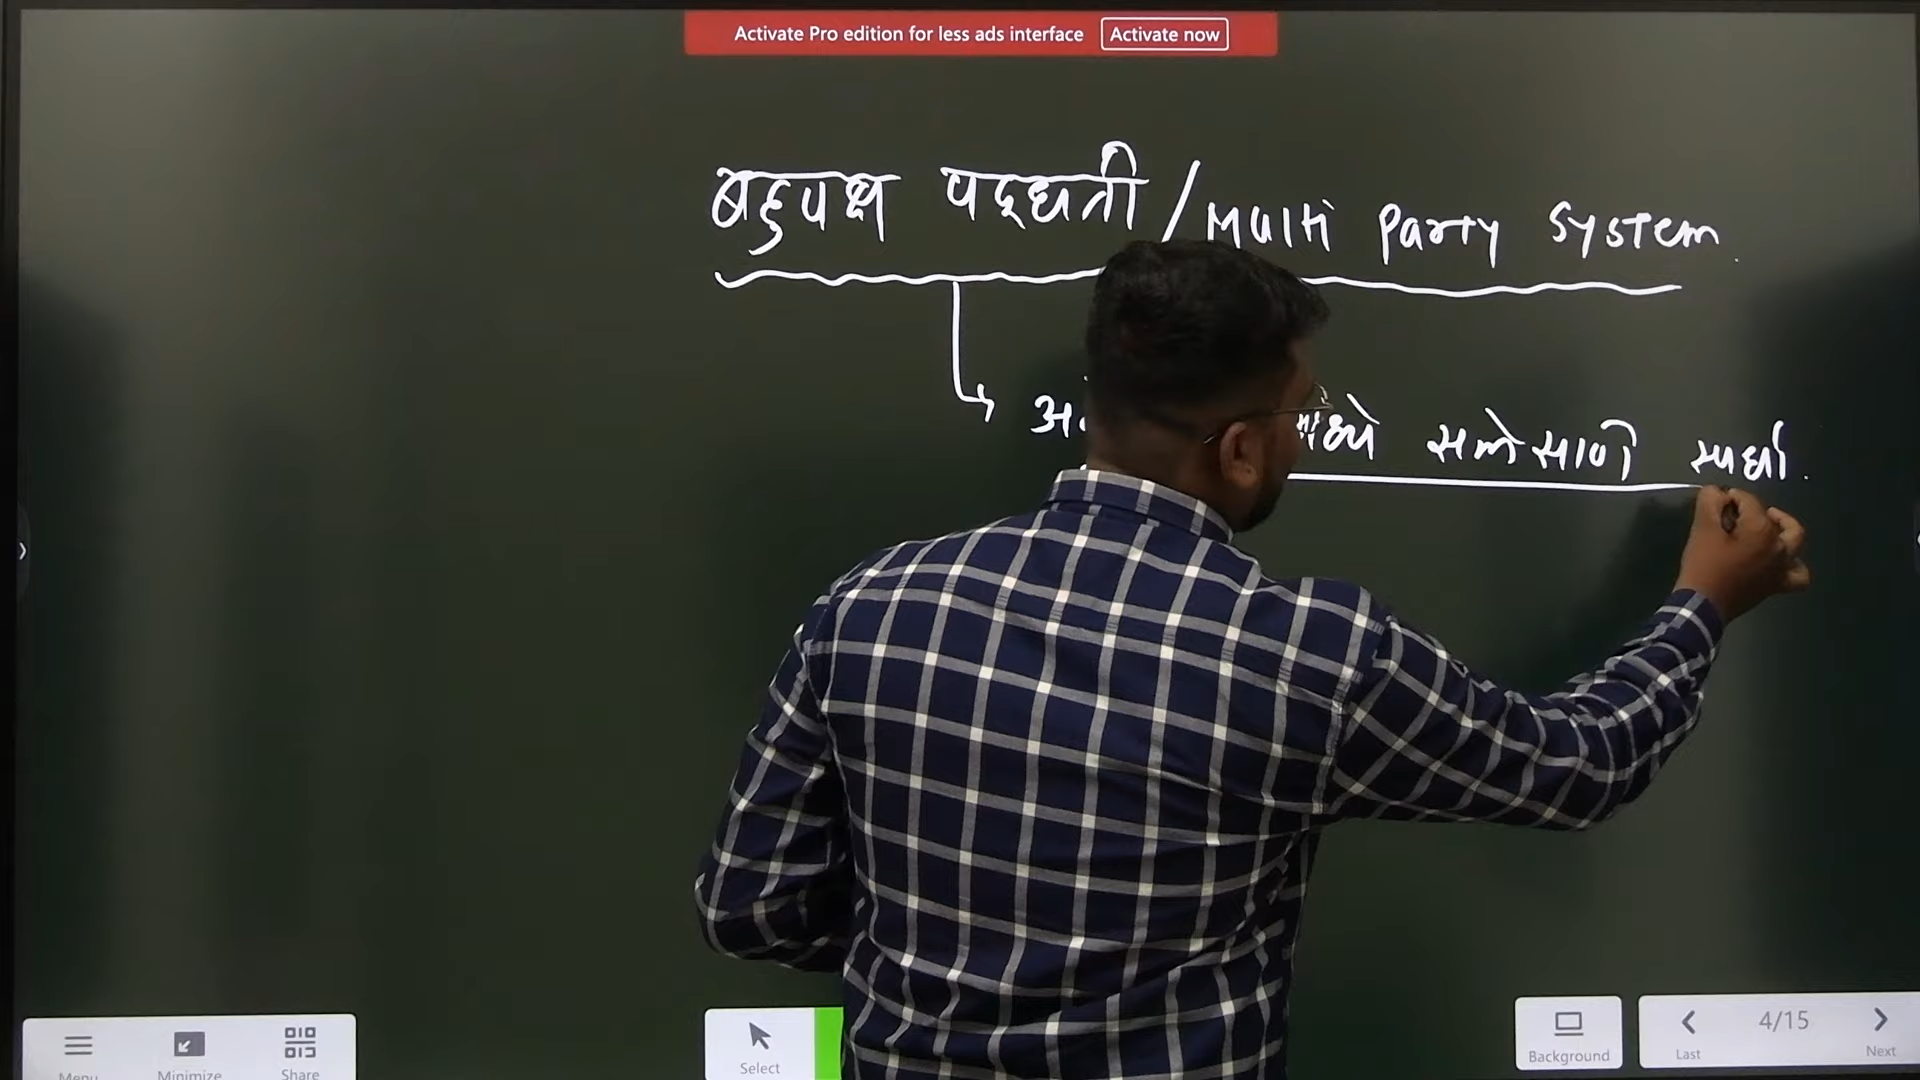 Activate Pro edition for less ads interface Activate now
बहुपक्ष पद्धती / Multi Party System.
मध्ये सत्तेसाठी स्पर्धा.
Menu Minimize Share Select Background Last 4/15 Next